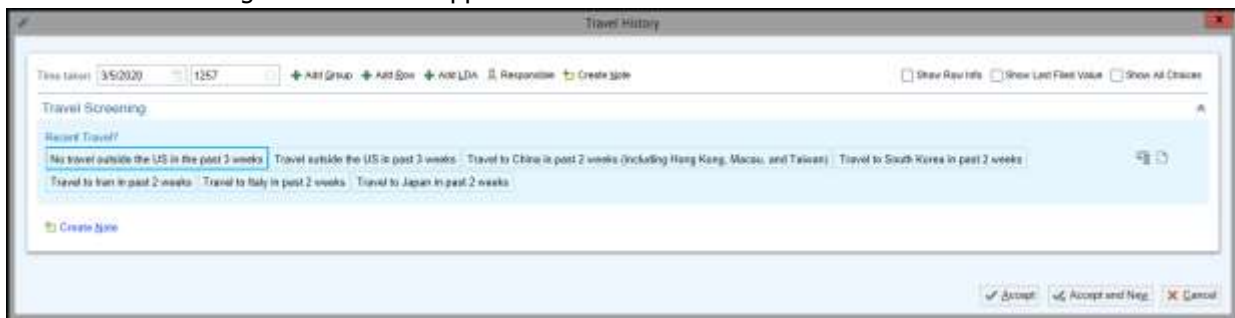 Travel History
Time taken: 3/5/2020 1257 Add Group Add Row Add LDA Responsible Create Note Show Row Info Show Last Filed Value Show All Choices
Travel Screening
Recent Travel?
No travel outside the US in the past 3 weeks Travel outside the US in past 3 weeks Travel to China in past 2 weeks (including Hong Kong, Macau, and Taiwan) Travel to South Korea in past 2 weeks
Travel to Iran in past 2 weeks Travel to Italy in past 2 weeks Travel to Japan in past 2 weeks
Create Note
Accept Accept and New Cancel